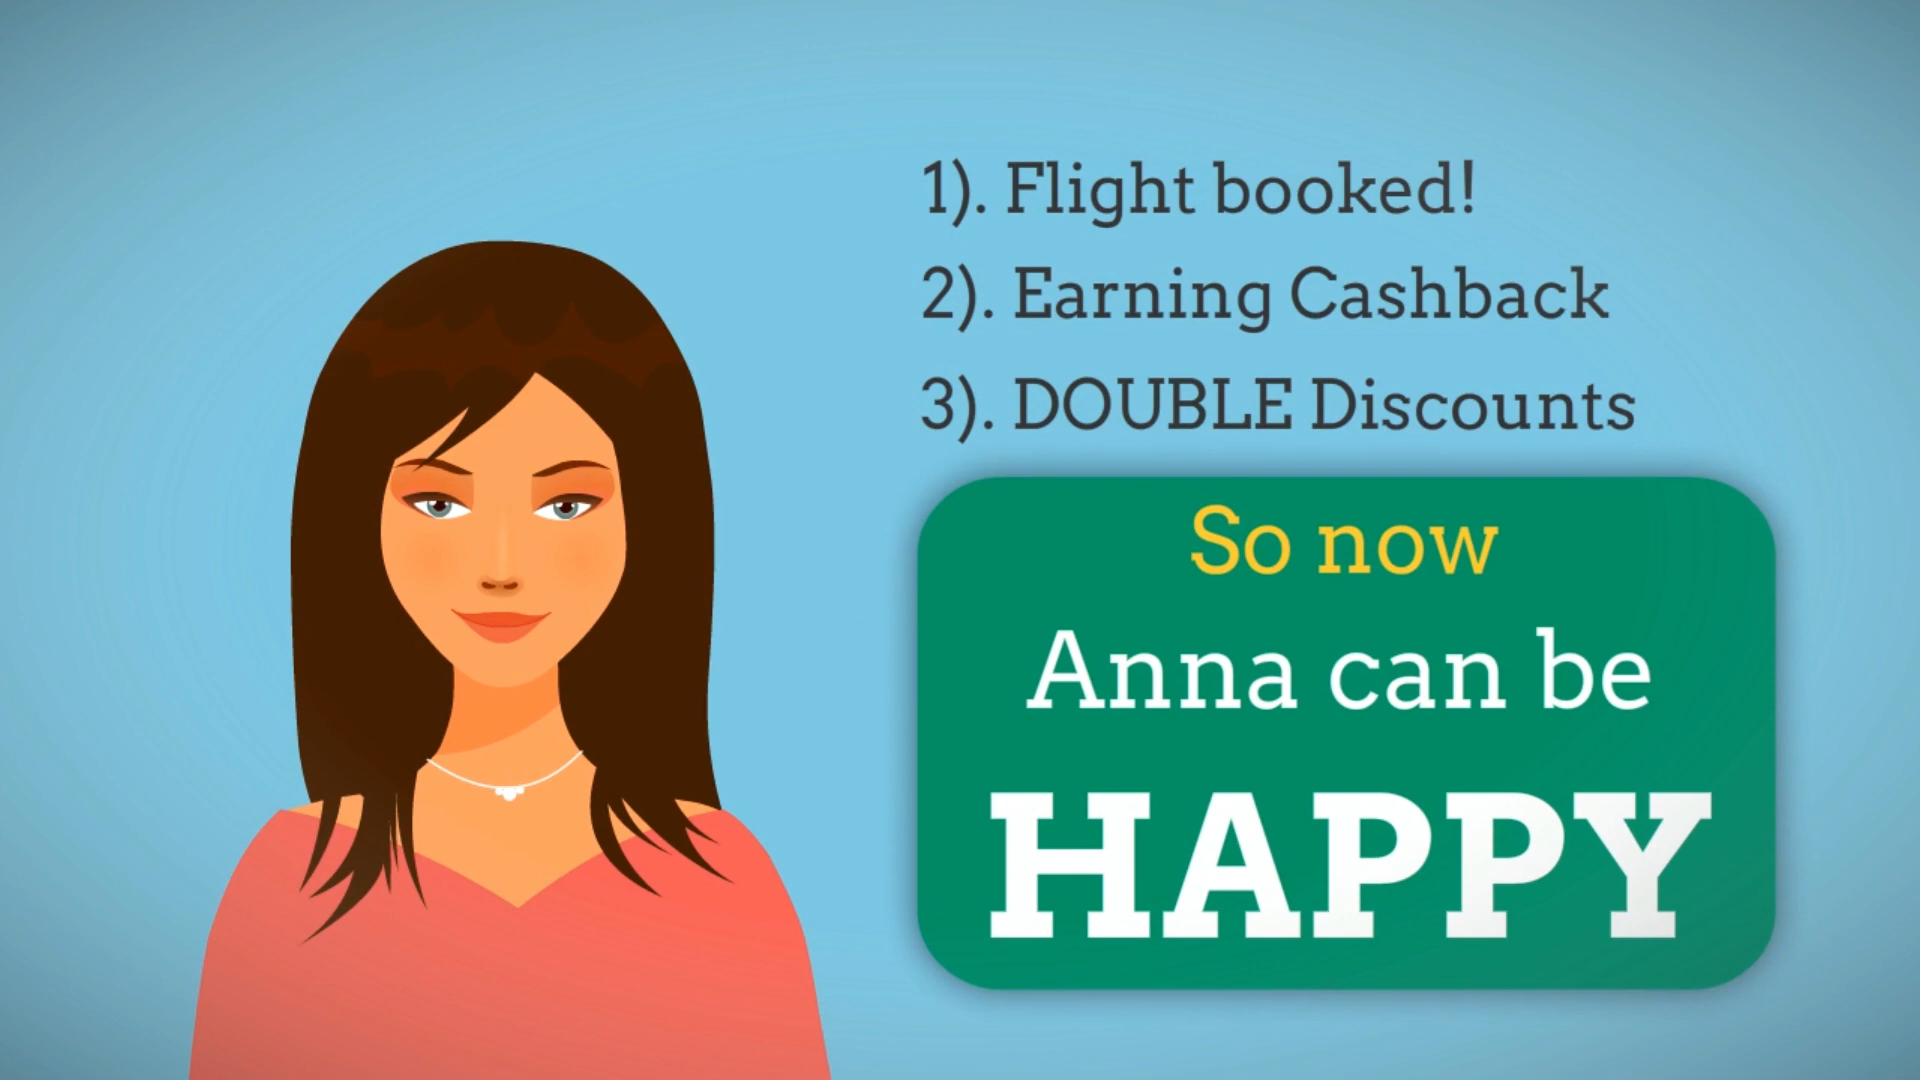 1). Flight booked!
2). Earning Cashback
3). DOUBLE Discounts
So now
Anna can be
HAPPY